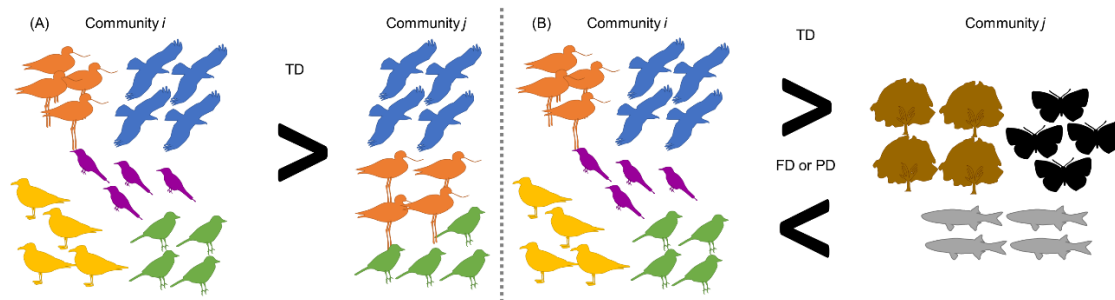 (A)
Community i
TD
>
Community j
(B)
Community i
TD
>
FD or PD
<
Community j